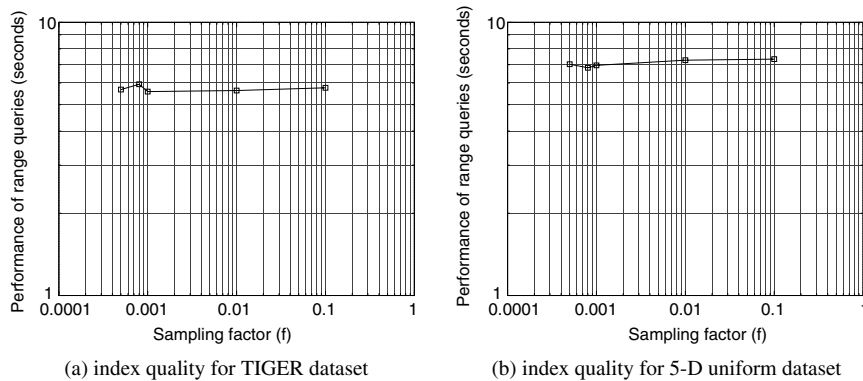 Performance of range queries (seconds)
10
1
0.0001 0.001 0.01 0.1 1
Sampling factor (f)
(a) index quality for TIGER dataset
Performance of range queries (seconds)
10
1
0.0001 0.001 0.01 0.1 1
Sampling factor (f)
(b) index quality for 5-D uniform dataset